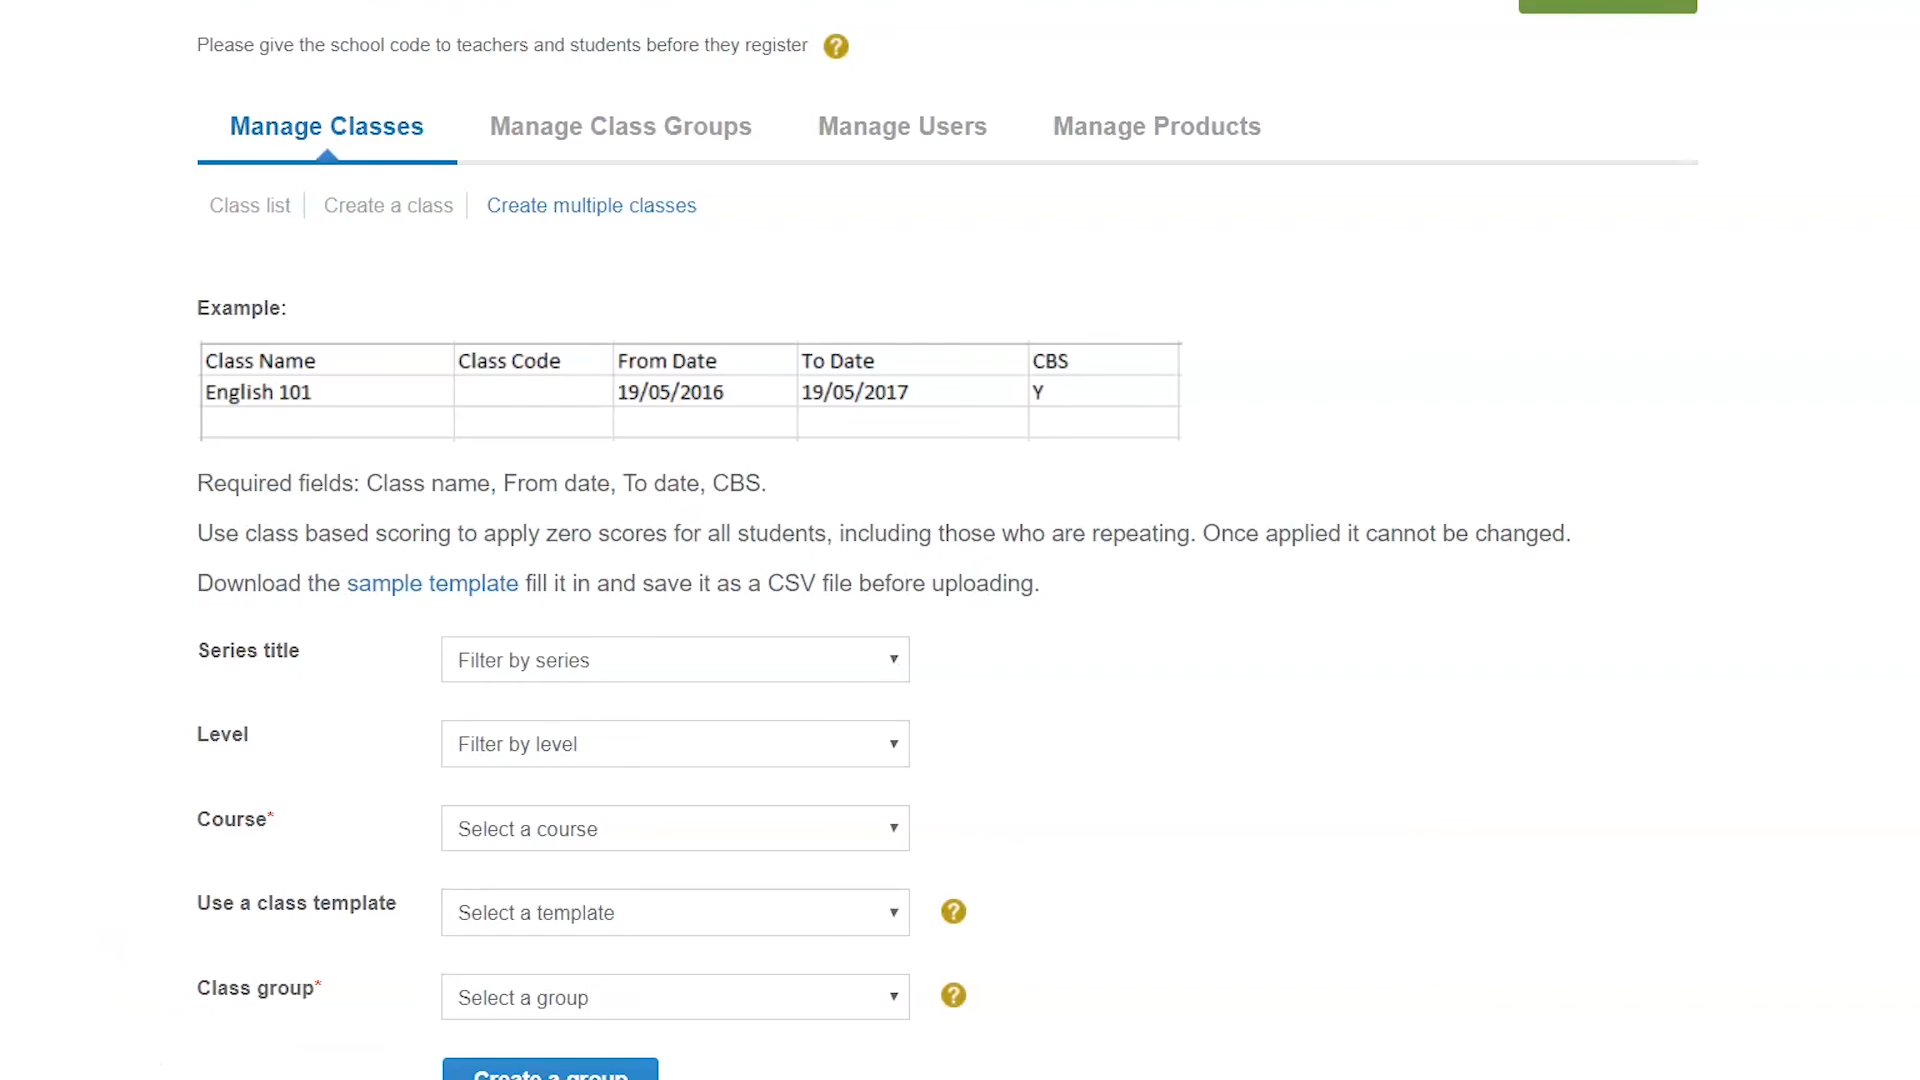 Please give the school code to teachers and students before they register ?
Manage Classes Manage Class Groups Manage Users Manage Products
Class list Create a class Create multiple classes
Example:
Class Name Class Code From Date To Date CBS
English 101 19/05/2016 19/05/2017 Y
Required fields: Class name, From date, To date, CBS.
Use class based scoring to apply zero scores for all students, including those who are repeating. Once applied it cannot be changed.
Download the sample template fill it in and save it as a CSV file before uploading.
Series title Filter by series
Level Filter by level
Course* Select a course
Use a class template Select a template ?
Class group* Select a group ?
Create a group